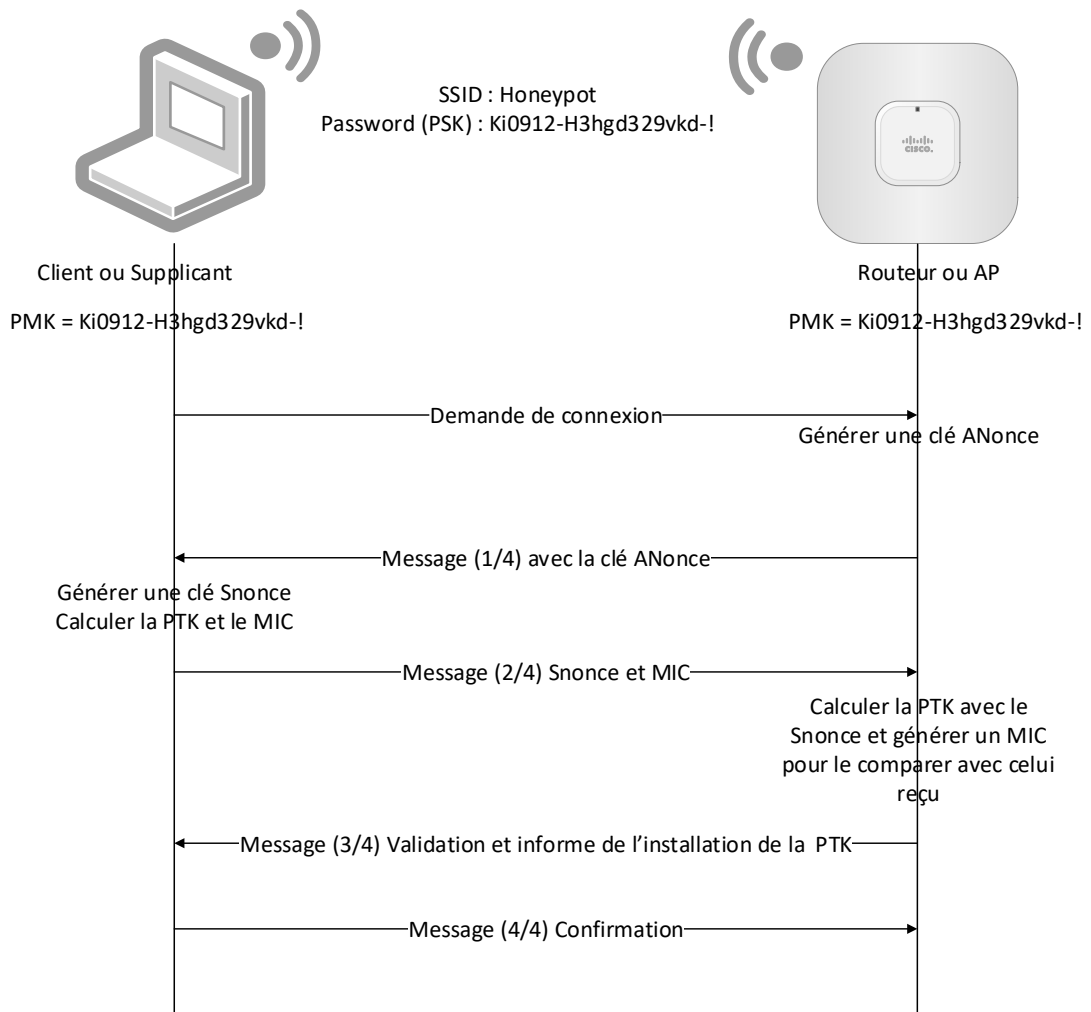 SSID : Honeypot
Password (PSK) : Ki0912-H3hgd329vkd-!
CISCO.
Client ou Supplicant
Routeur ou AP
PMK = Ki0912-H3hgd329vkd-!
PMK = Ki0912-H3hgd329vkd-!
Demande de connexion
Générer une clé ANonce
Message (1/4) avec la clé ANonce
Générer une clé Snonce
Calculer la PTK et le MIC
Message (2/4) Snonce et MIC
Calculer la PTK avec le
Snonce et générer un MIC
pour le comparer avec celui
reçu
Message (3/4) Validation et informe de l’installation de la PTK
Message (4/4) Confirmation